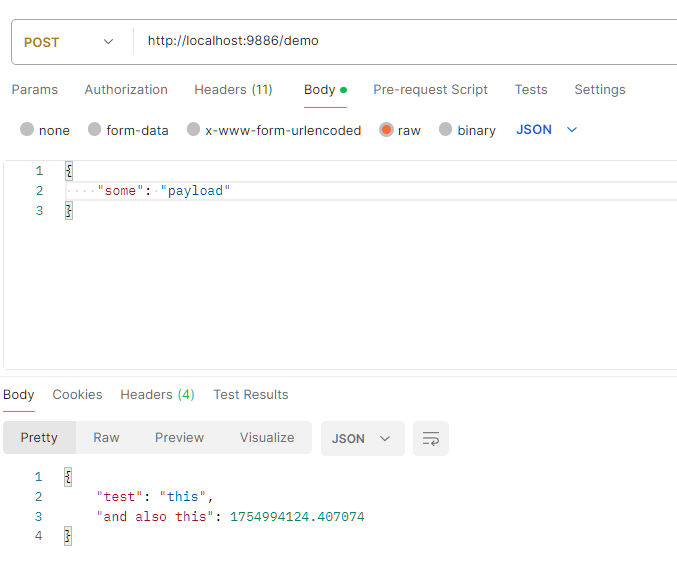 POST http://localhost:9886/demo
Params Authorization Headers (11) Body Pre-request Script Tests Settings
none form-data x-www-form-urlencoded raw binary JSON
1 {
2 "some": "payload"
3 }
Body Cookies Headers (4) Test Results
Pretty Raw Preview Visualize JSON
1 {
2 "test": "this",
3 "and also this": 1754994124.407074
4 }